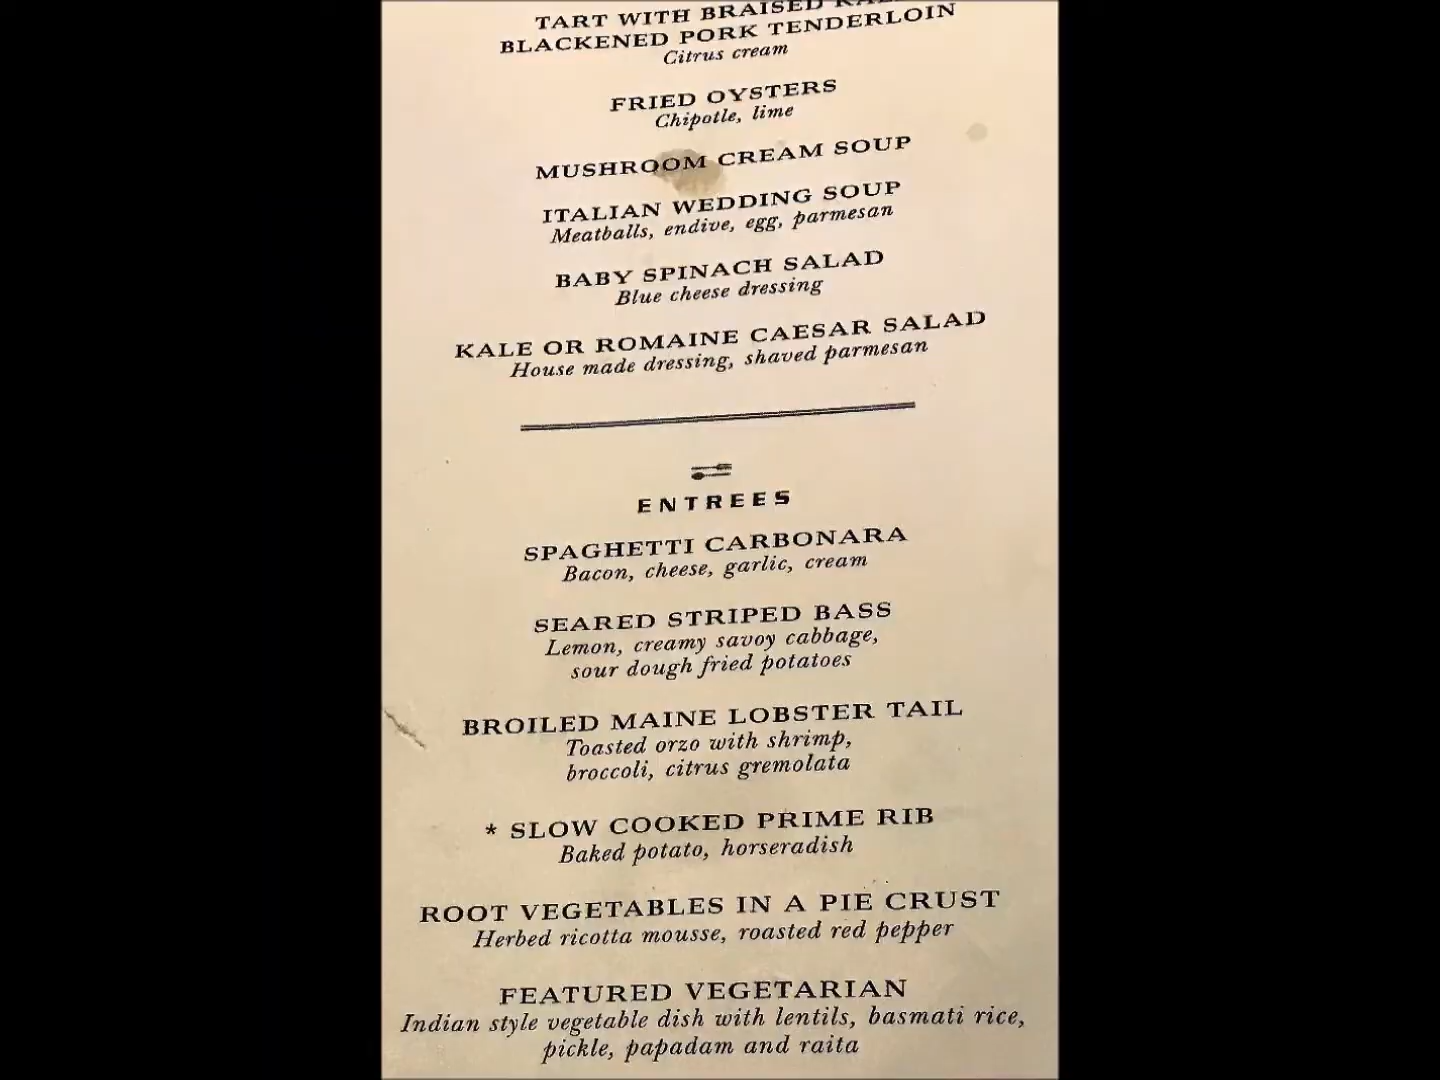 TART WITH BRAISED
BLACKENED PORK TENDERLOIN
Citrus cream
FRIED OYSTERS
Chipotle, lime
MUSHROOM CREAM SOUP
ITALIAN WEDDING SOUP
Meatballs, endive, egg, parmesan
BABY SPINACH SALAD
Blue cheese dressing
KALE OR ROMAINE CAESAR SALAD
House made dressing, shaved parmesan
ENTREES
SPAGHETTI CARBONARA
Bacon, cheese, garlic, cream
SEARED STRIPED BASS
Lemon, creamy savoy cabbage,
sour dough fried potatoes
BROILED MAINE LOBSTER TAIL
Toasted orzo with shrimp,
broccoli, citrus gremolata
* SLOW COOKED PRIME RIB
Baked potato, horseradish
ROOT VEGETABLES IN A PIE CRUST
Herbed ricotta mousse, roasted red pepper
FEATURED VEGETARIAN
Indian style vegetable dish with lentils, basmati rice,
pickle, papadam and raita